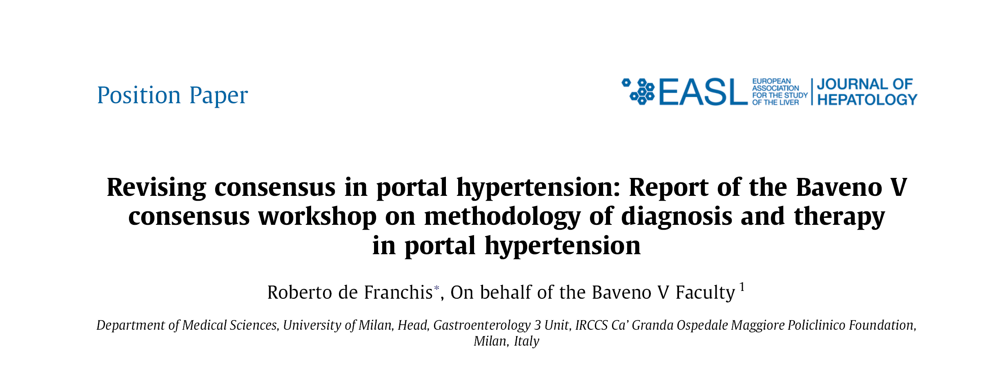 Position Paper
EASL
EUROPEAN
ASSOCIATION
FOR THE STUDY
OF THE LIVER
JOURNAL OF
HEPATOLOGY
Revising consensus in portal hypertension: Report of the Baveno V
consensus workshop on methodology of diagnosis and therapy
in portal hypertension
Roberto de Franchis*, On behalf of the Baveno V Faculty 1
Department of Medical Sciences, University of Milan, Head, Gastroenterology 3 Unit, IRCCS Ca’ Granda Ospedale Maggiore Policlinico Foundation,
Milan, Italy